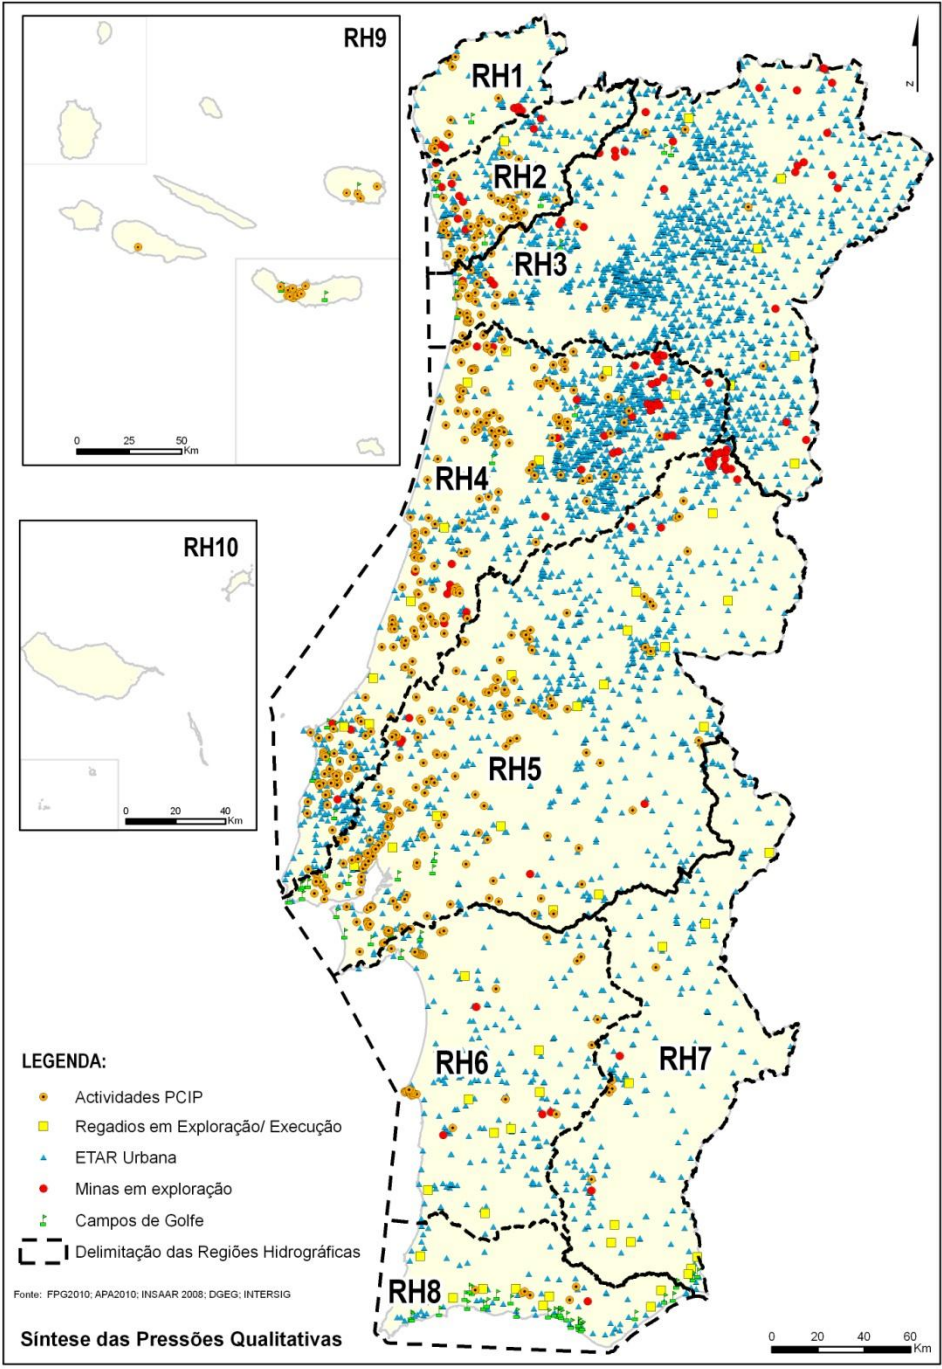 RH9
0 25 50
Km
RH10
0 20 40
Km
N
RH1
RH2
RH3
RH4
RH5
RH6
RH7
RH8
LEGENDA:
Actividades PCIP
Regadios em Exploração/ Execução
ETAR Urbana
Minas em exploração
Campos de Golfe
Delimitação das Regiões Hidrográficas
Fonte: FPG2010; APA2010; INSAAR 2008; DGEG; INTERSIG
Síntese das Pressões Qualitativas
0 20 40 60
Km